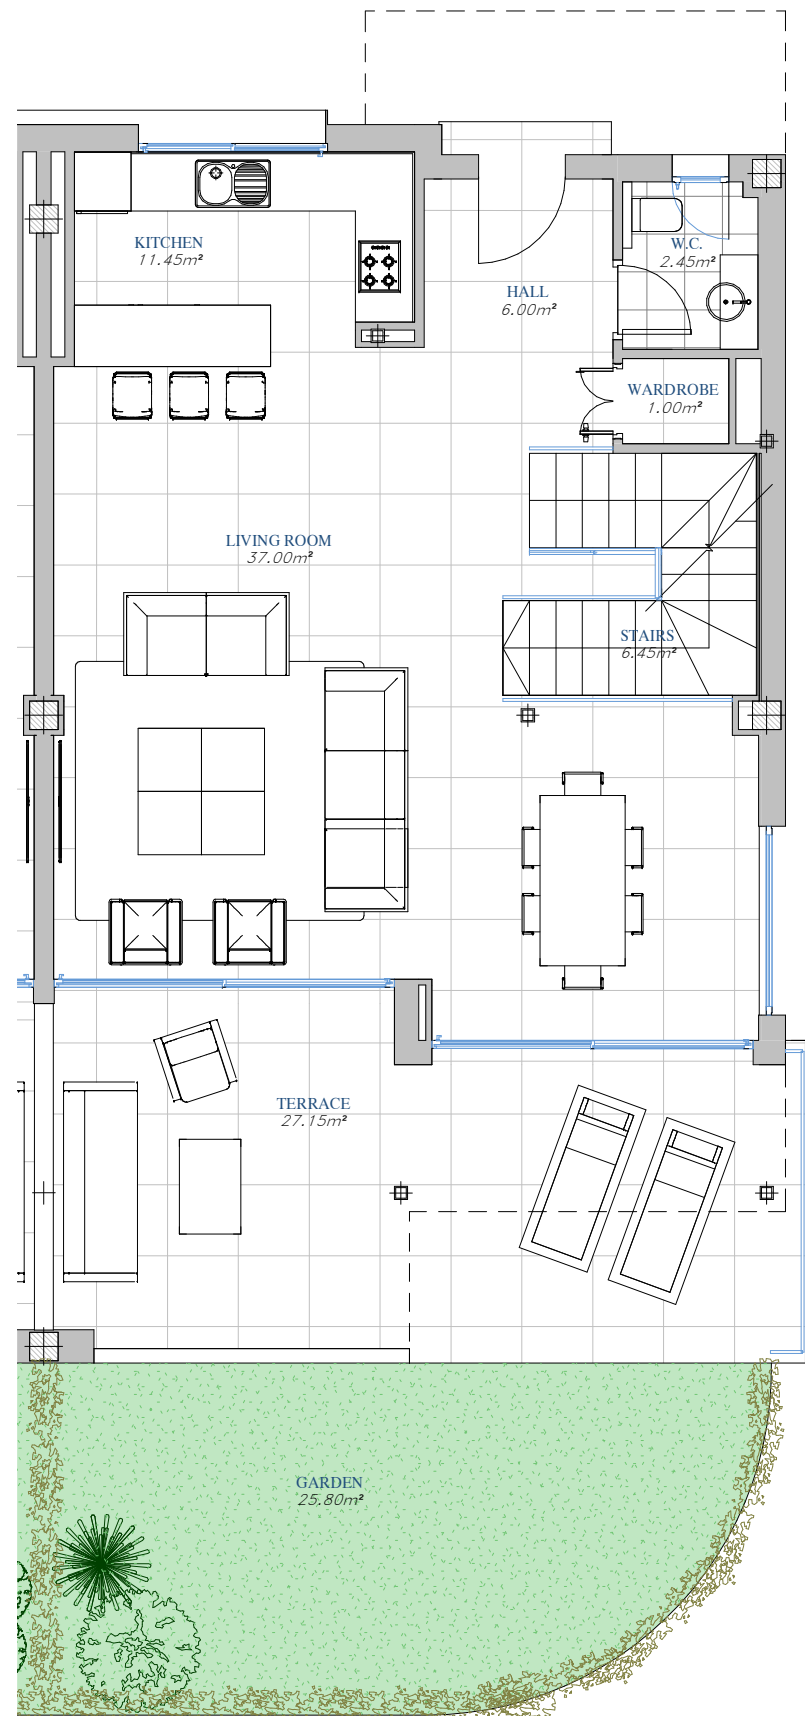 KITCHEN
11.45m²
W.C.
2.45m²
HALL
6.00m²
WARDROBE
1.00m²
LIVING ROOM
37.00m²
STAIRS
6.45m²
TERRACE
27.15m²
GARDEN
25.80m²